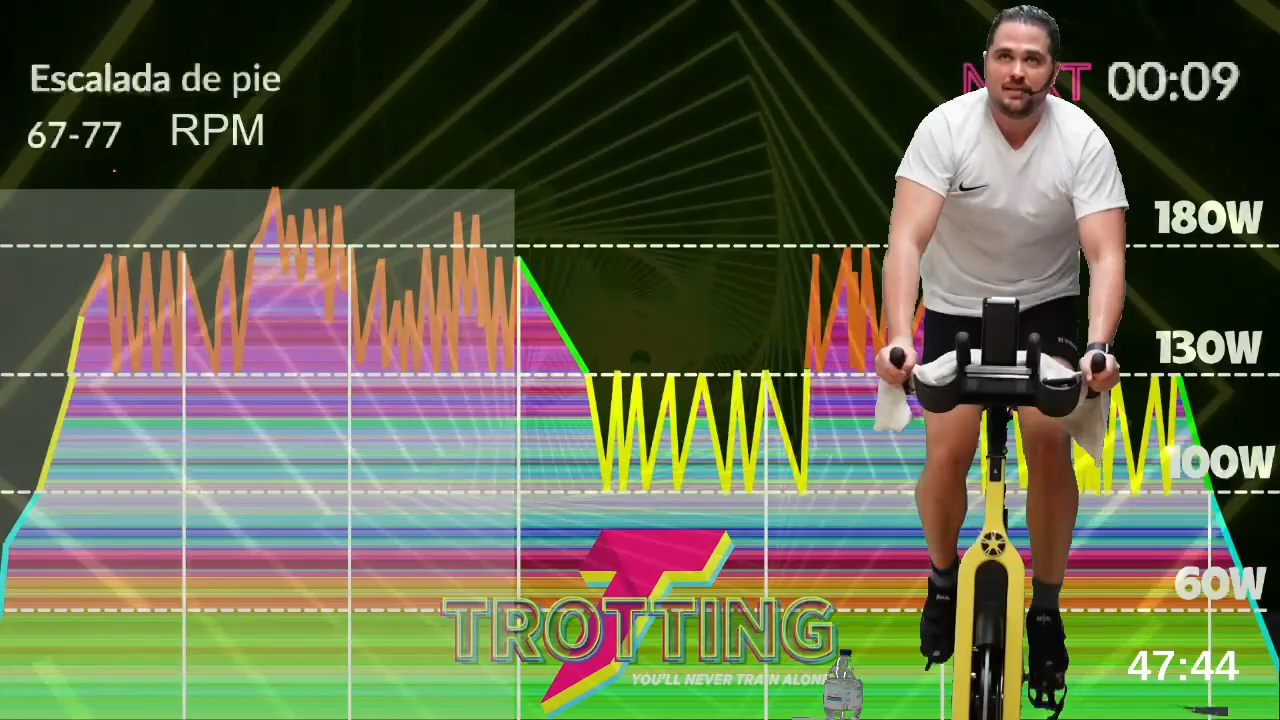 Escalada de pie
NEXT 00:09
67-77 RPM
180W
130W
100W
60W
TROTTING
YOU'LL NEVER TRAIN ALONE
47:44